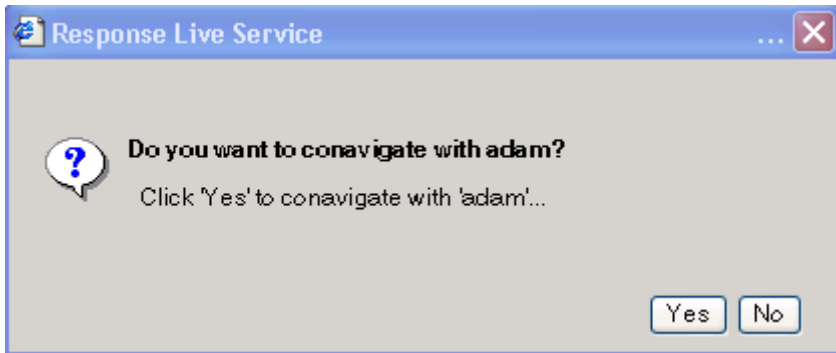 Response Live Service ...
?
Do you want to conavigate with adam?
Click 'Yes' to conavigate with 'adam'...
Yes No